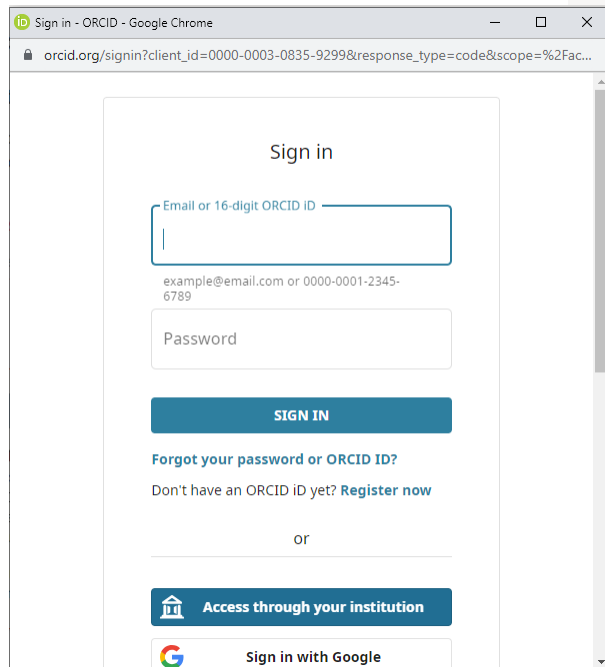 Sign in - ORCID - Google Chrome
orcid.org/signin?client_id=0000-0003-0835-9299&response_type=code&scope=%2Fac...
Sign in
Email or 16-digit ORCID iD
example@email.com or 0000-0001-2345-
6789
Password
SIGN IN
Forgot your password or ORCID ID?
Don't have an ORCID iD yet? Register now
or
Access through your institution
Sign in with Google